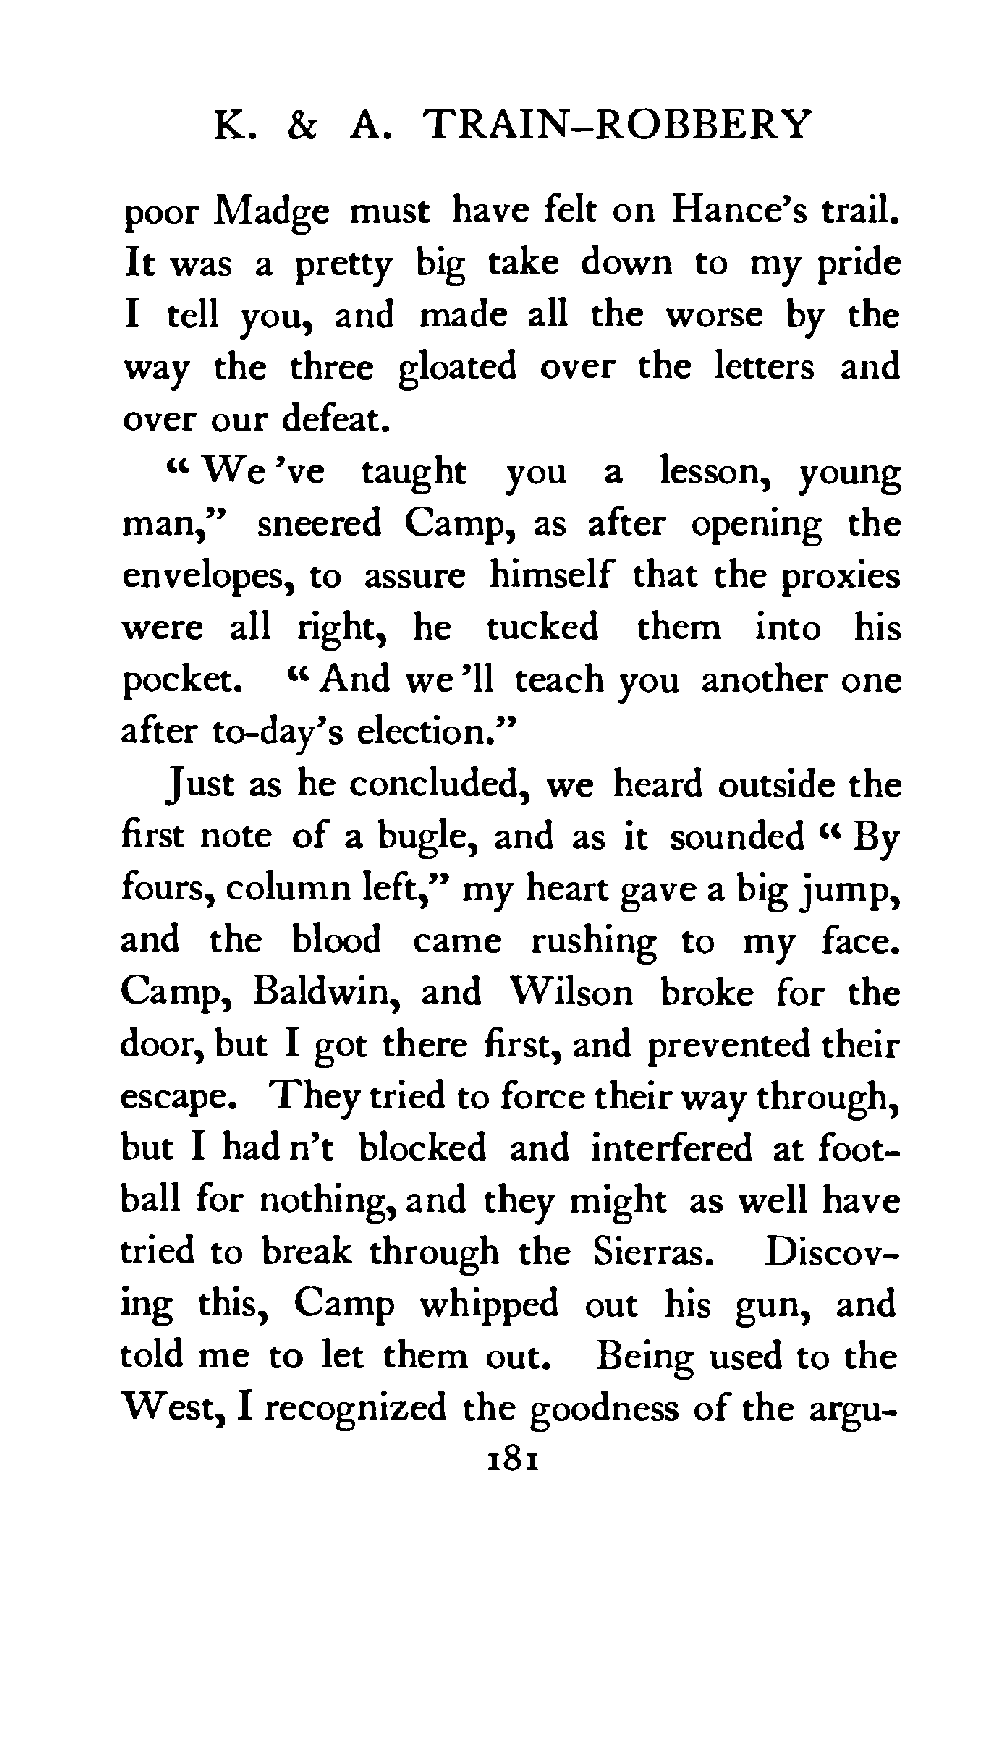 K. & A. TRAIN-ROBBERY
poor Madge must have felt on Hance's trail.
It was a pretty big take down to my pride
I tell you, and made all the worse by the
way the three gloated over the letters and
over our defeat.
“ We 've taught you a lesson, young
man,” sneered Camp, as after opening the
envelopes, to assure himself that the proxies
were all right, he tucked them into his
pocket. “ And we 'll teach you another one
after to-day's election.”
Just as he concluded, we heard outside the
first note of a bugle, and as it sounded “ By
fours, column left,” my heart gave a big jump,
and the blood came rushing to my face.
Camp, Baldwin, and Wilson broke for the
door, but I got there first, and prevented their
escape. They tried to force their way through,
but I had n't blocked and interfered at foot-
ball for nothing, and they might as well have
tried to break through the Sierras. Discov-
ing this, Camp whipped out his gun, and
told me to let them out. Being used to the
West, I recognized the goodness of the argu-
181